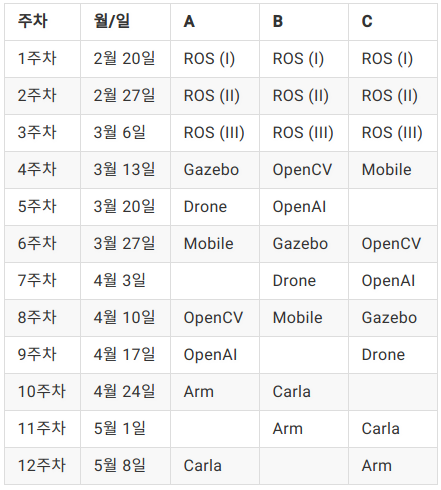 주차 월/일 A B C
1주차 2월 20일 ROS (I) ROS (I) ROS (I)
2주차 2월 27일 ROS (II) ROS (II) ROS (II)
3주차 3월 6일 ROS (III) ROS (III) ROS (III)
4주차 3월 13일 Gazebo OpenCV Mobile
5주차 3월 20일 Drone OpenAI
6주차 3월 27일 Mobile Gazebo OpenCV
7주차 4월 3일 Drone OpenAI
8주차 4월 10일 OpenCV Mobile Gazebo
9주차 4월 17일 OpenAI Drone
10주차 4월 24일 Arm Carla
11주차 5월 1일 Arm Carla
12주차 5월 8일 Carla Arm